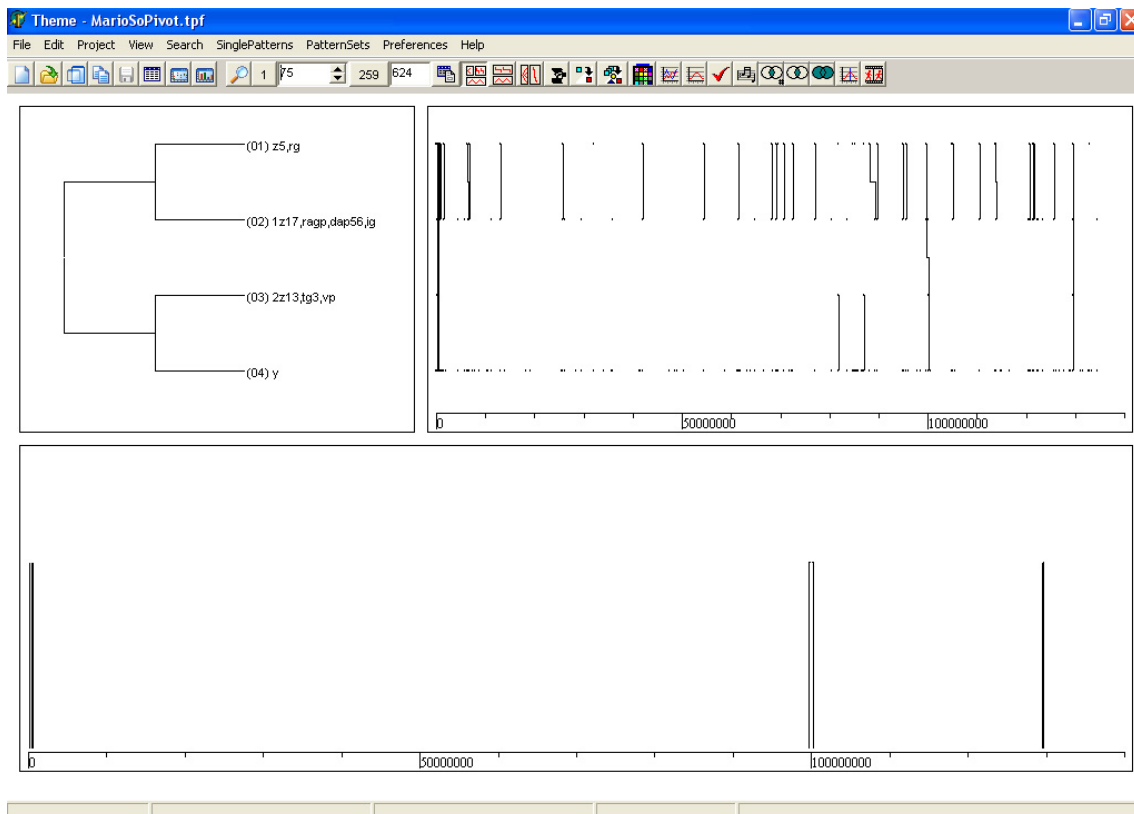 Theme - MarioSoPivot.tpf
File Edit Project View Search SinglePatterns PatternSets Preferences Help
1 75 259 624
(01) z5,rg
(02) 1z17,ragp,dap56,ig
(03) 2z13,tg3,vp
(04) y
0 50000000 100000000
0 50000000 100000000